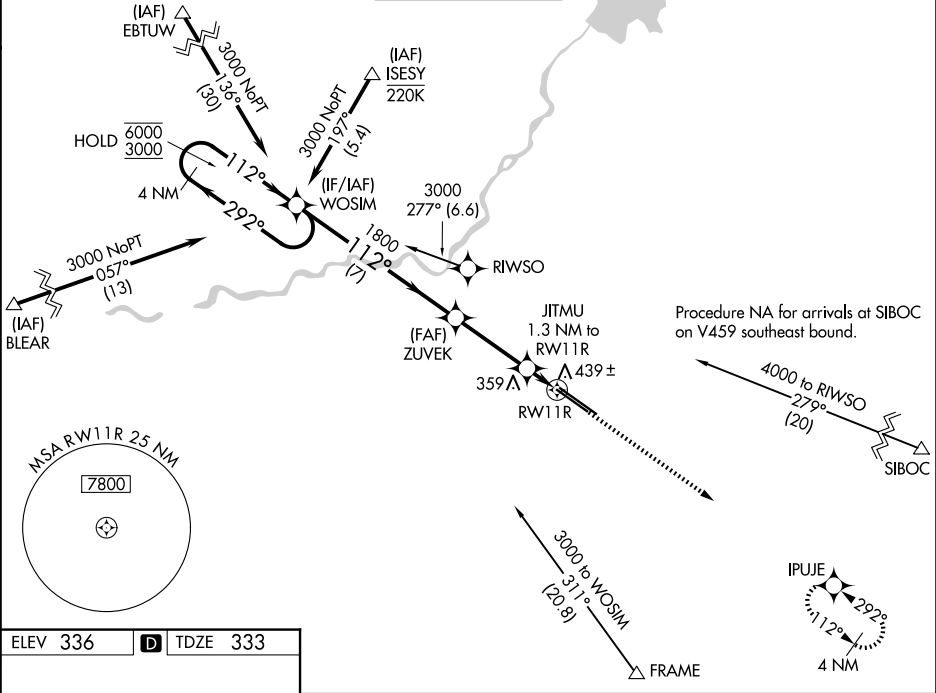 (IAF)
EBTUW
3000 NoPT
136°
(30)
(IAF)
ISESY
220K
3000 NoPT
197°
(5.4)
HOLD 6000
3000
4 NM
112°
292°
(IF/IAF)
WOSIM
3000
277° (6.6)
1800
112°
(7)
RIWSO
3000 NoPT
057°
(13)
(IAF)
BLEAR
(FAF)
ZUVEK
JITMU
1.3 NM to
RW11R
359
439 ±
RW11R
Procedure NA for arrivals at SIBOC
on V459 southeast bound.
4000 to RIWSO
279°
(20)
SIBOC
MSA RW11R 25 NM
7800
3000 to WOSIM
311°
(20.8)
FRAME
IPUJE
292°
112°
4 NM
ELEV 336 D TDZE 333